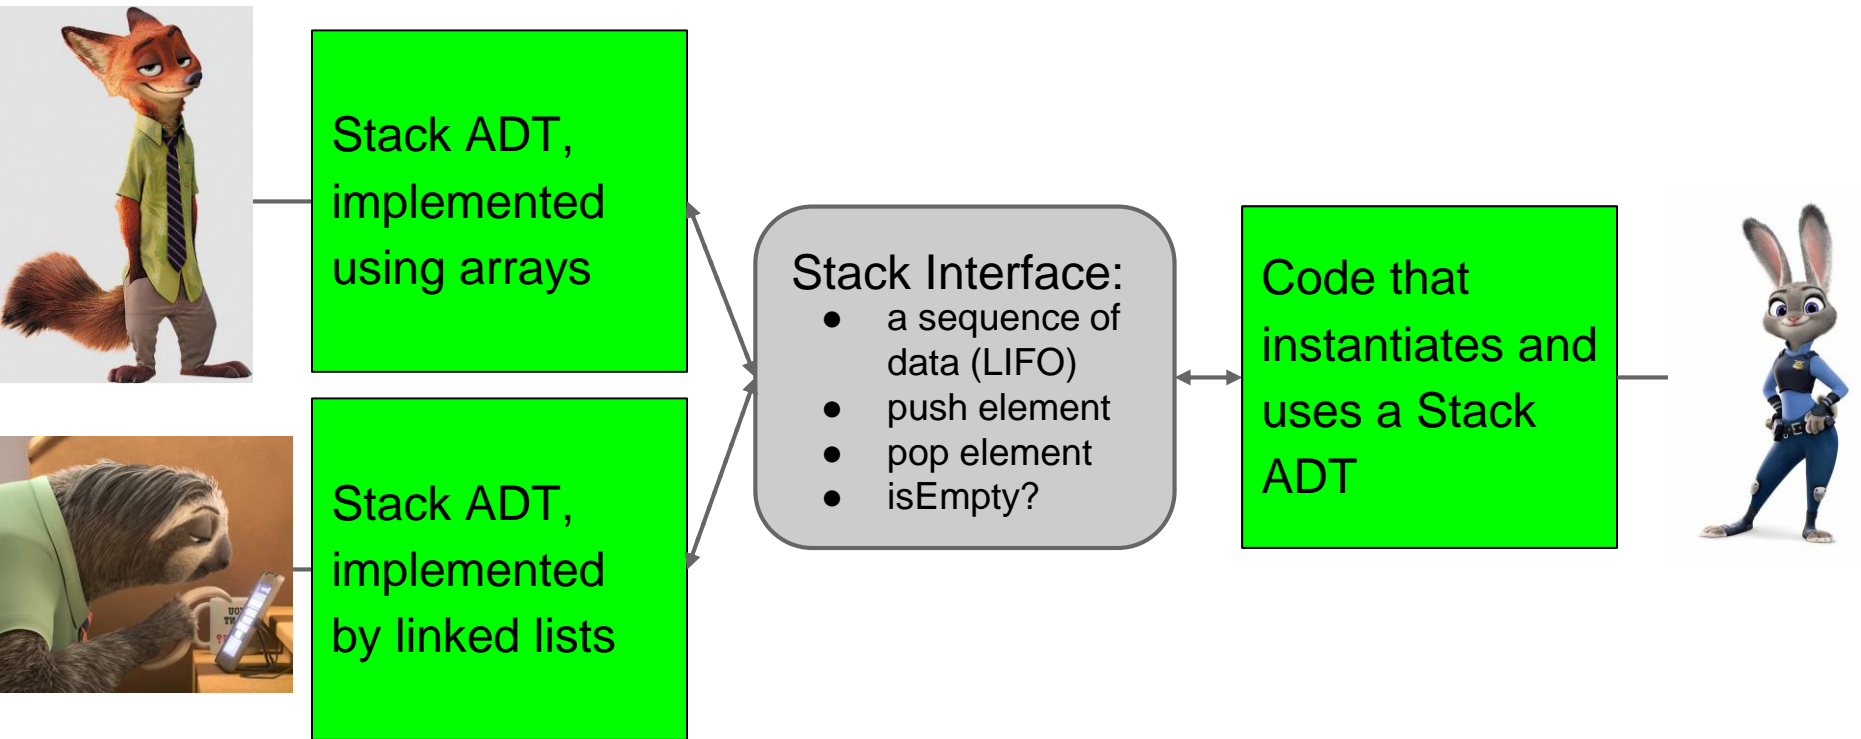 Stack ADT,
implemented
using arrays
Stack ADT,
implemented
by linked lists
Stack Interface:
● a sequence of
data (LIFO)
● push element
● pop element
● isEmpty?
Code that
instantiates and
uses a Stack
ADT